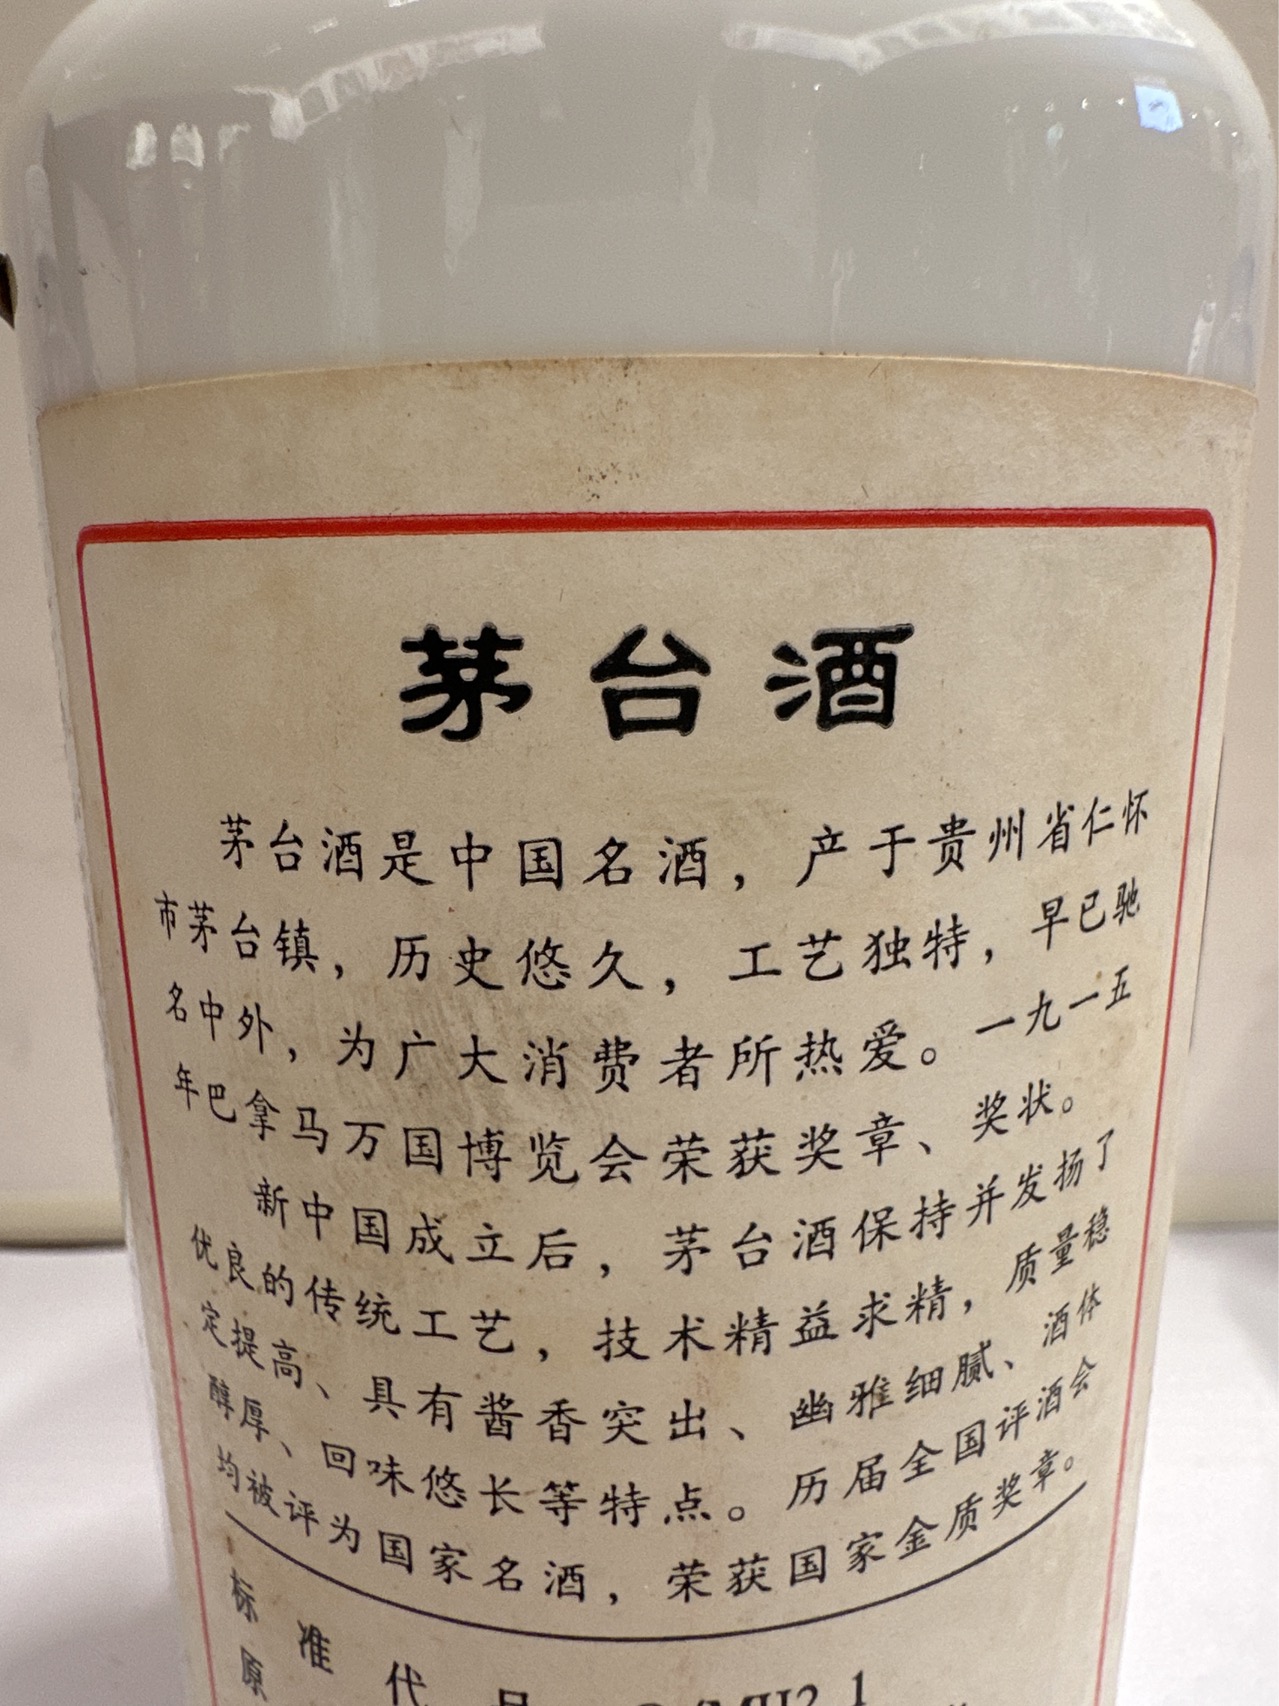 茅台酒
茅台酒是中国名酒，产于贵州省仁怀
市茅台镇，历史悠久，工艺独特，早已驰
名中外，为广大消费者所热爱。一九一五
年巴拿马万国博览会荣获奖章、奖状。
新中国成立后，茅台酒保持并发扬了
优良的传统工艺，技术精益求精，质量稳
定提高、具有酱香突出、幽雅细腻、酒体
醇厚、回味悠长等特点。历届全国评酒会
均被评为国家名酒，荣获国家金质奖章。
标准代
原